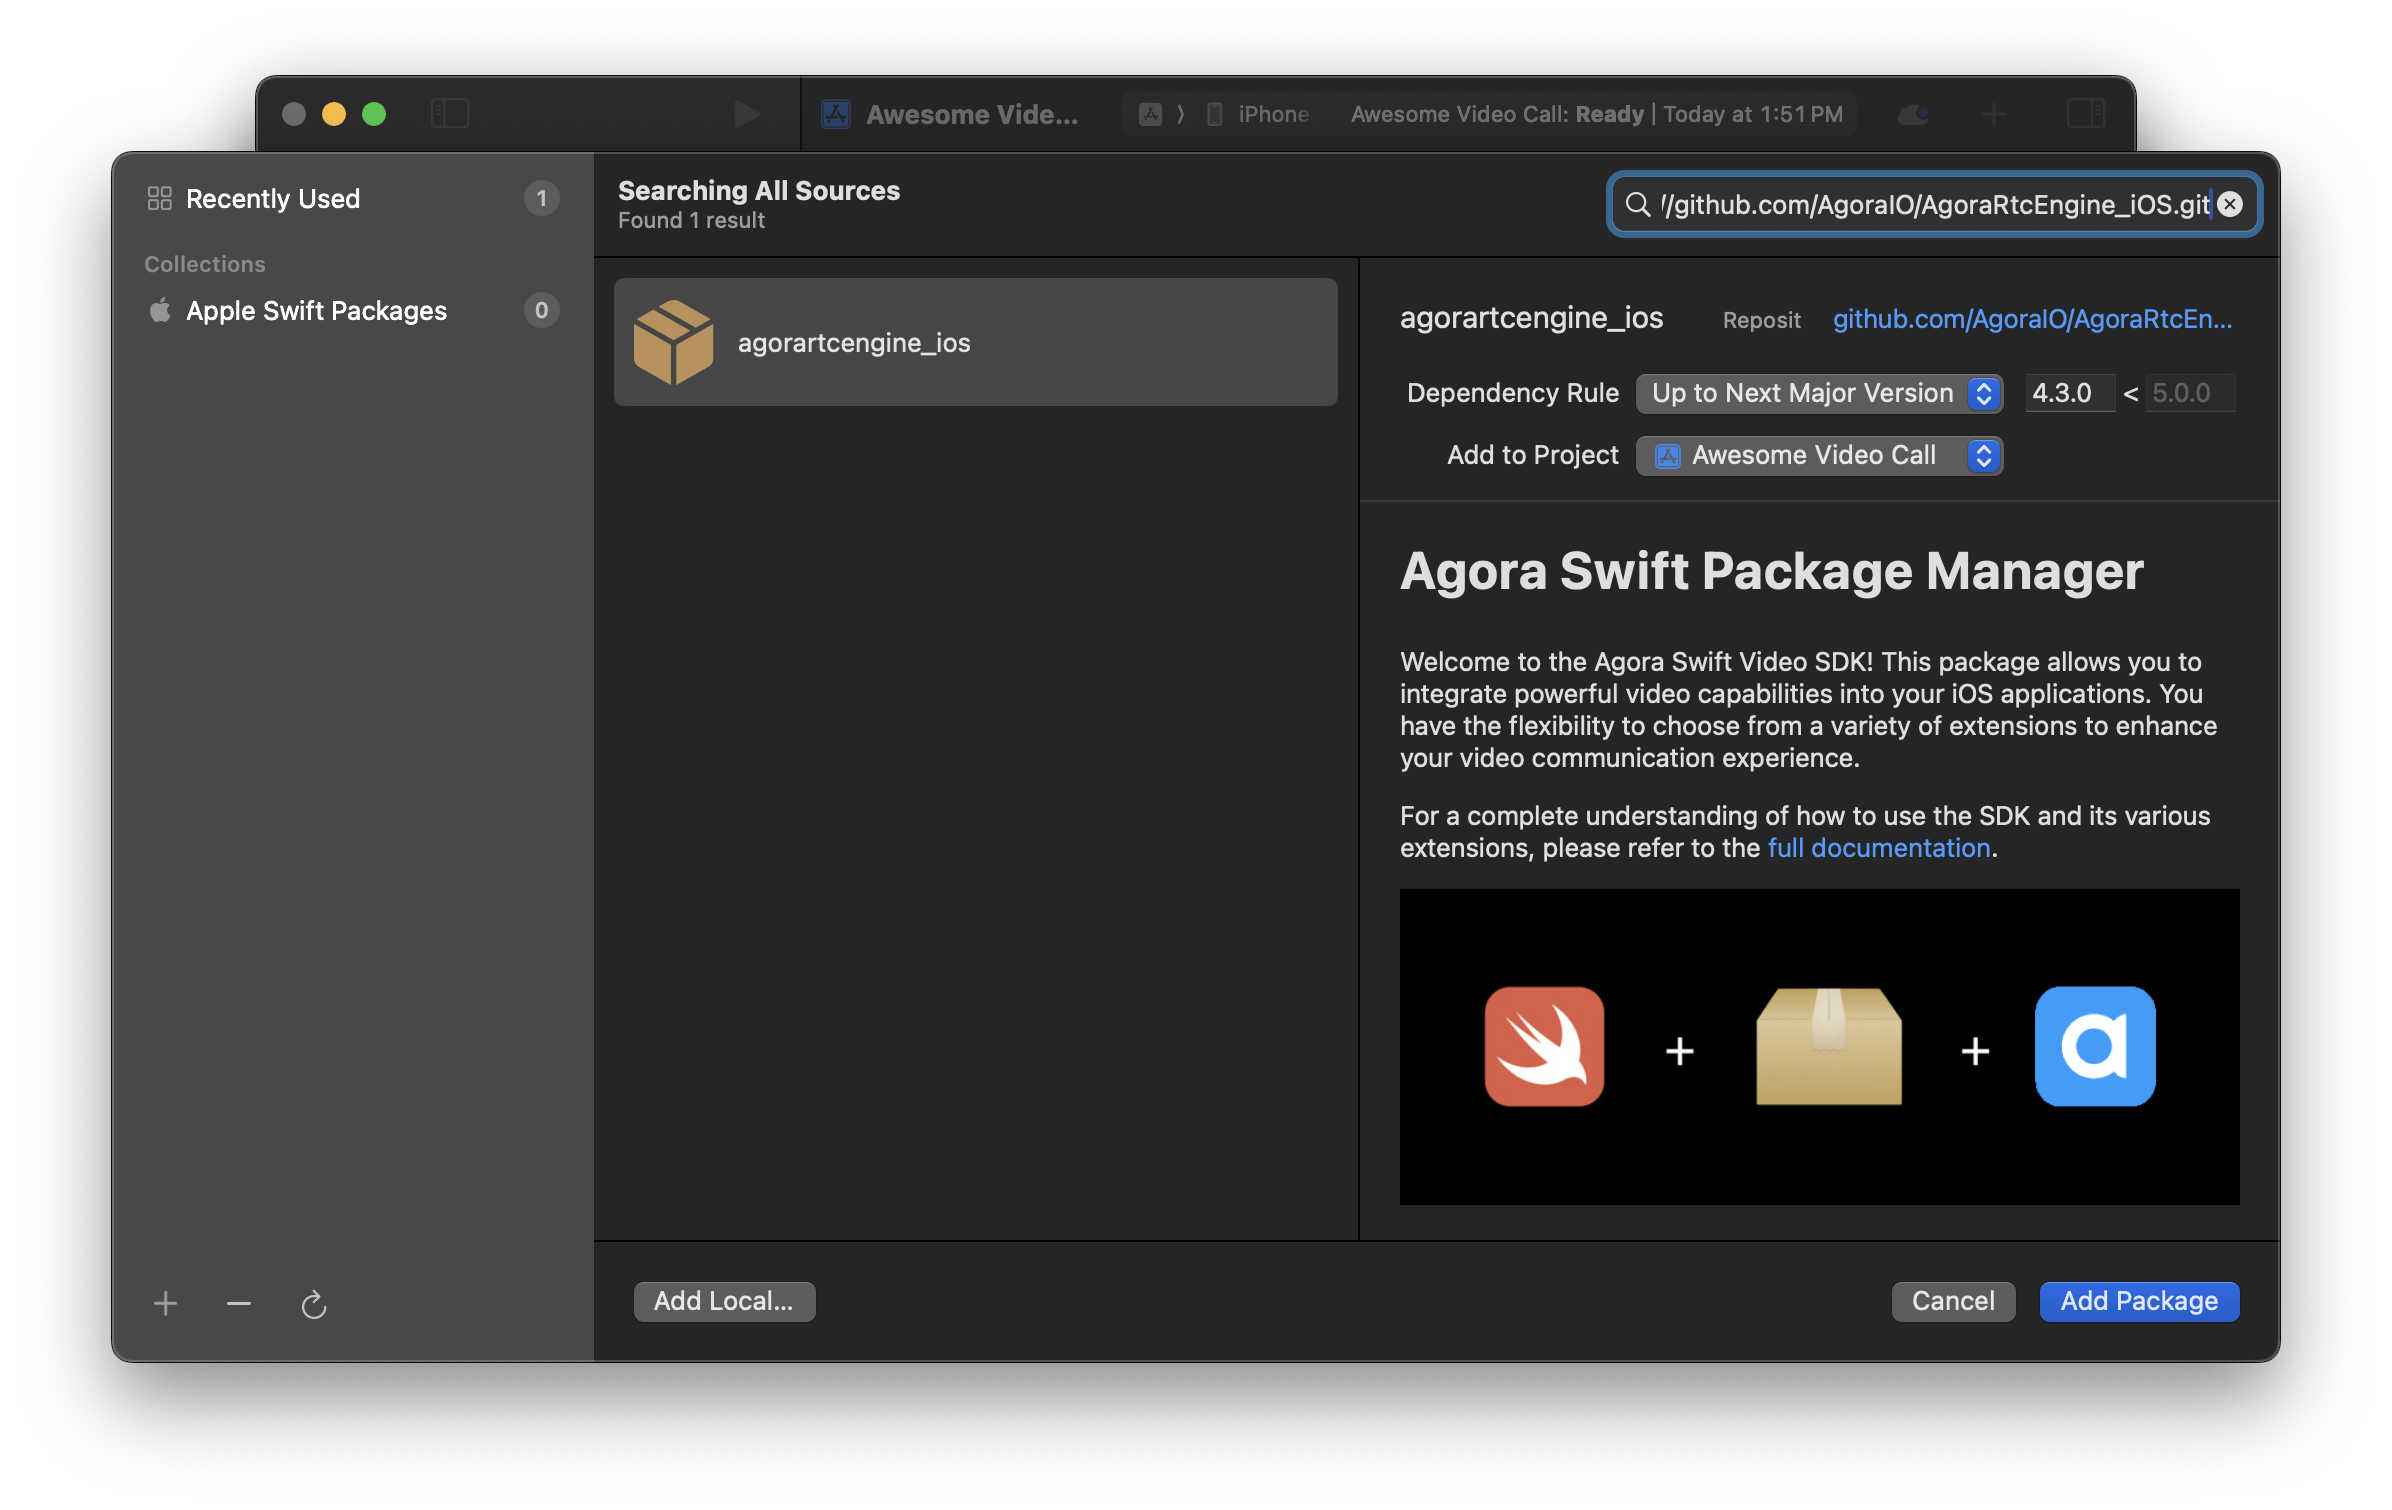 Awesome Vide...
iPhone
Awesome Video Call: Ready | Today at 1:51 PM
Recently Used
1
Collections
Apple Swift Packages
0
Searching All Sources
Found 1 result
//github.com/AgoraIO/AgoraRtcEngine_iOS.git
agorartcengine_ios
agorartcengine_ios
Reposit
github.com/AgoraIO/AgoraRtcEn...
Dependency Rule
Up to Next Major Version
4.3.0 < 5.0.0
Add to Project
Awesome Video Call
Agora Swift Package Manager
Welcome to the Agora Swift Video SDK! This package allows you to
integrate powerful video capabilities into your iOS applications. You
have the flexibility to choose from a variety of extensions to enhance
your video communication experience.
For a complete understanding of how to use the SDK and its various
extensions, please refer to the full documentation.
+
+
a
Add Local...
Cancel
Add Package